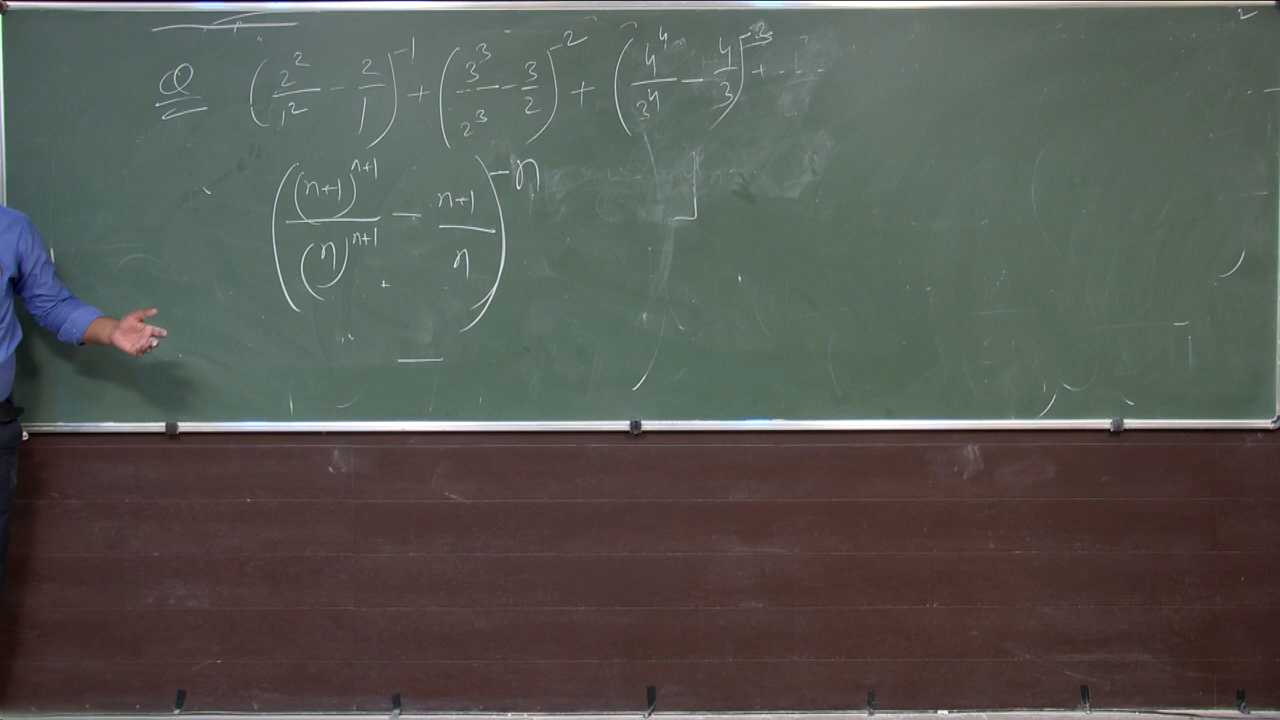 Q (2²/1² - 2/1)⁻¹ + (3³/2³ - 3/2)⁻² + (4⁴/3⁴ - 4/3)⁻³ + ---
((n+1)ⁿ⁺¹/(n)ⁿ⁺¹ - n+1/n)⁻ⁿ